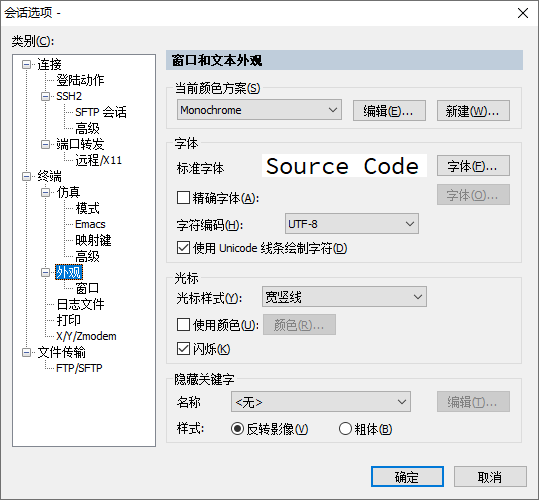 会话选项 -
类别(C):
连接
登陆动作
SSH2
SFTP 会话
高级
端口转发
远程/X11
终端
仿真
模式
Emacs
映射键
高级
外观
窗口
日志文件
打印
X/Y/Zmodem
文件传输
FTP/SFTP
窗口和文本外观
当前颜色方案(S)
Monochrome 编辑(E)... 新建(W)...
字体
标准字体 Source Code 字体(F)...
精确字体(A): 字体(O)...
字符编码(H): UTF-8
使用 Unicode 线条绘制字符(D)
光标
光标样式(Y): 宽竖线
使用颜色(U): 颜色(R)...
闪烁(K)
隐藏关键字
名称 <无> 编辑(T)...
样式: 反转影像(V) 粗体(B)
确定 取消